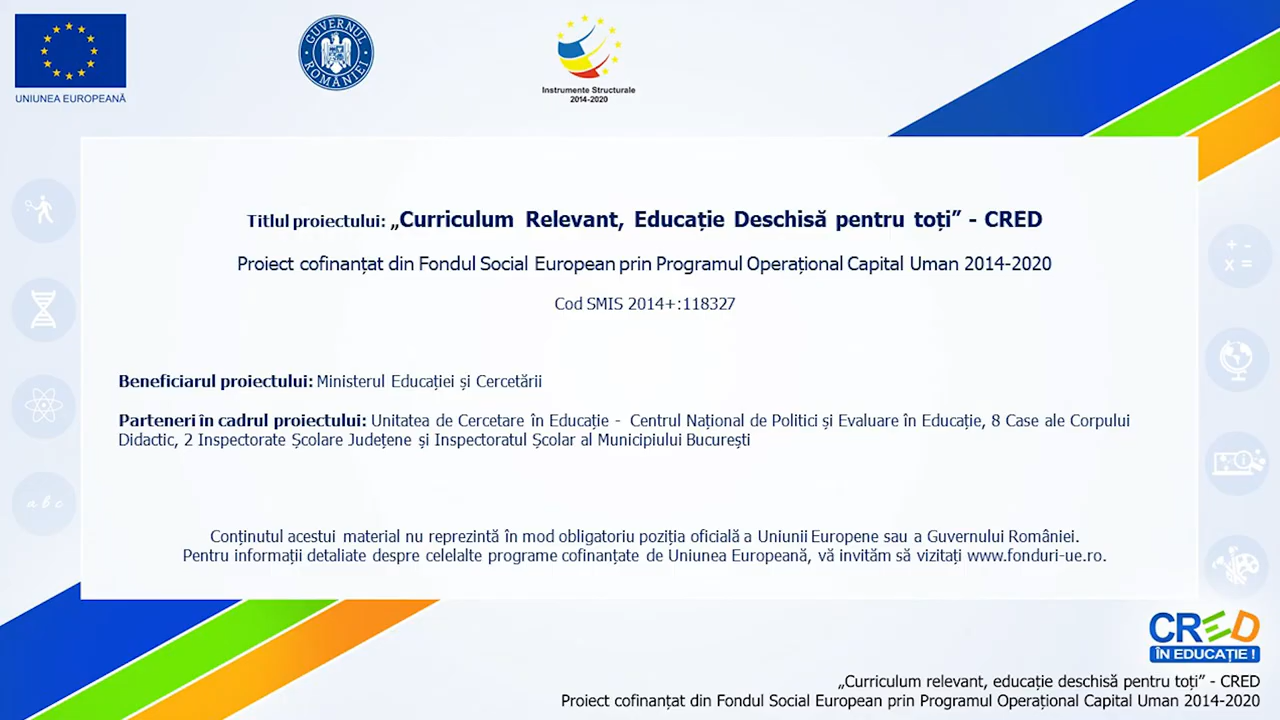 UNIUNEA EUROPEANĂ
GUVERNUL ROMÂNIEI
Instrumente Structurale
2014-2020
Titlul proiectului: „Curriculum Relevant, Educație Deschisă pentru toți” - CRED
Proiect cofinanțat din Fondul Social European prin Programul Operațional Capital Uman 2014-2020
Cod SMIS 2014+:118327
Beneficiarul proiectului: Ministerul Educației și Cercetării
Parteneri în cadrul proiectului: Unitatea de Cercetare în Educație - Centrul Național de Politici și Evaluare în Educație, 8 Case ale Corpului
Didactic, 2 Inspectorate Școlare Județene și Inspectoratul Școlar al Municipiului București
a b c
Conținutul acestui material nu reprezintă în mod obligatoriu poziția oficială a Uniunii Europene sau a Guvernului României.
Pentru informații detaliate despre celelalte programe cofinanțate de Uniunea Europeană, vă invităm să vizitați www.fonduri-ue.ro.
CRED
ÎN EDUCAȚIE !
„Curriculum relevant, educație deschisă pentru toți” - CRED
Proiect cofinanțat din Fondul Social European prin Programul Operațional Capital Uman 2014-2020